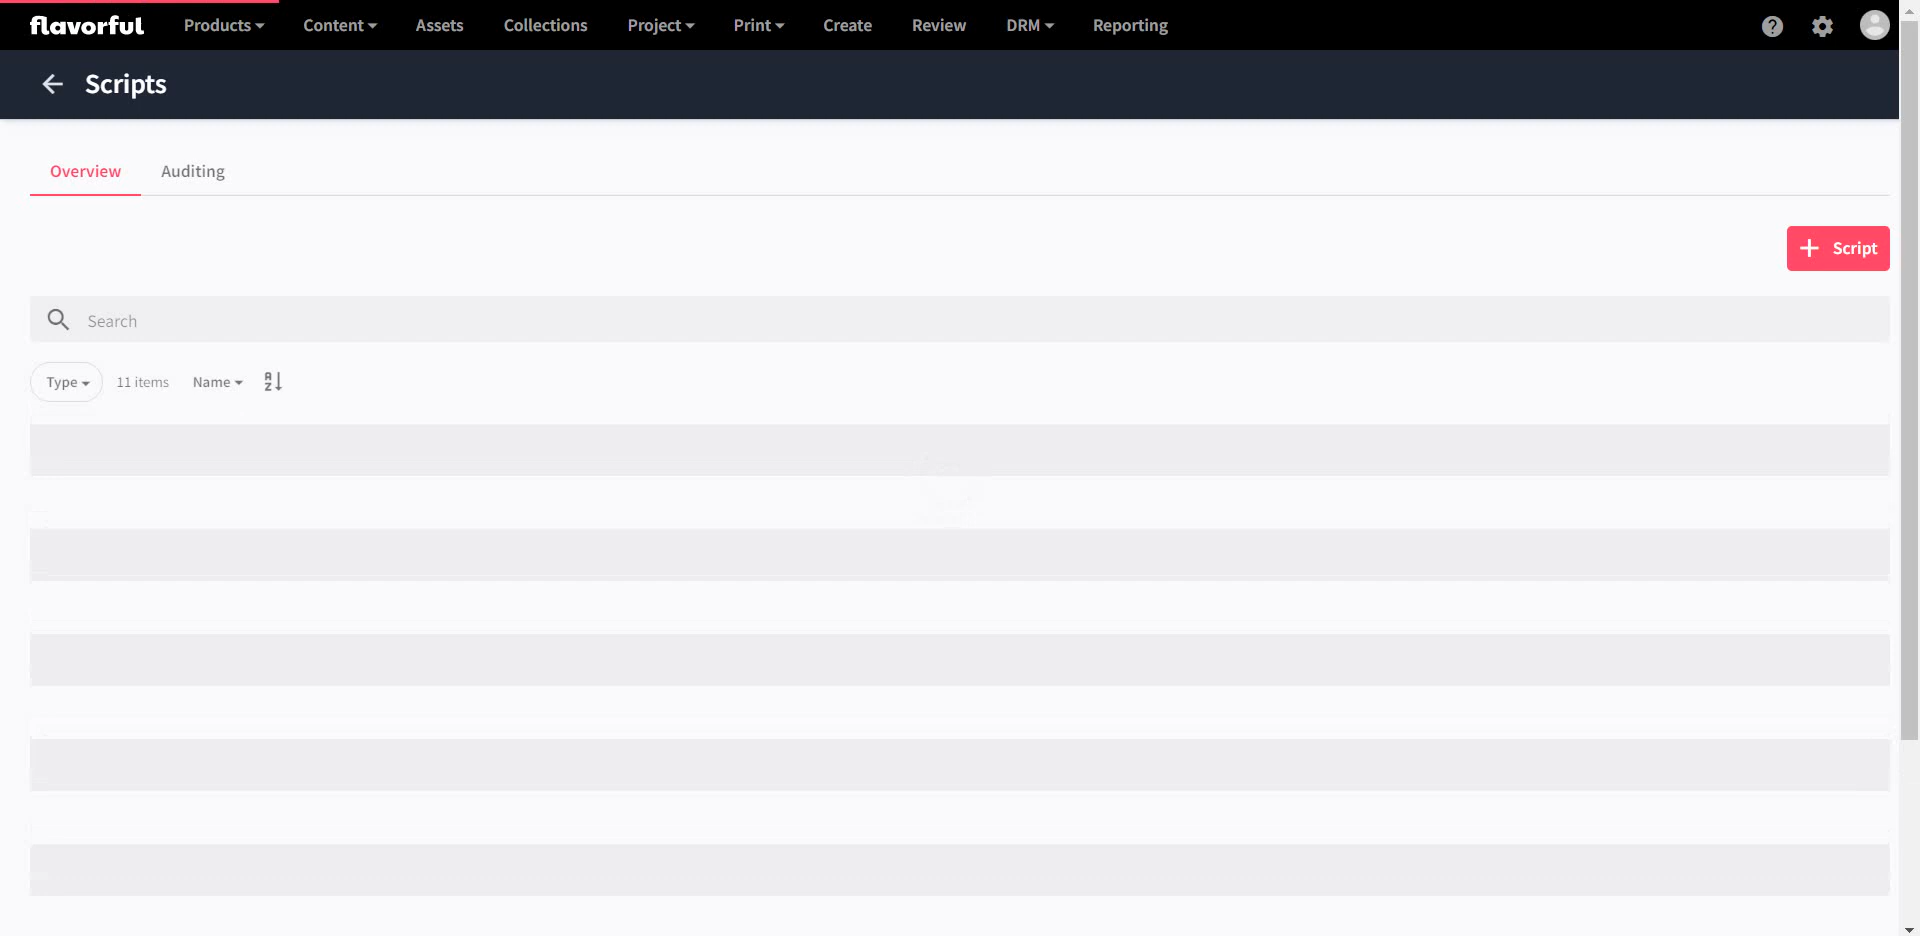 flavorful Products Content Assets Collections Project Print Create Review DRM Reporting
Scripts
Overview Auditing
Script
Search
Type 11 items Name AZ